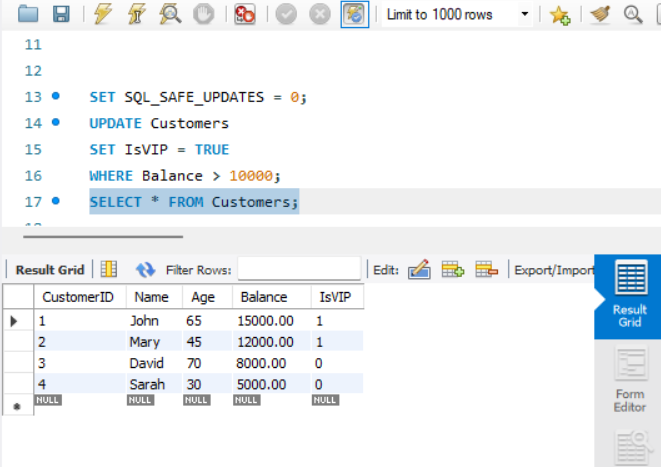 Limit to 1000 rows
11
12
13 SET SQL_SAFE_UPDATES = 0;
14 UPDATE Customers
15 SET IsVIP = TRUE
16 WHERE Balance > 10000;
17 SELECT * FROM Customers;
Result Grid Filter Rows: Edit: Export/Import
CustomerID Name Age Balance IsVIP
1 John 65 15000.00 1
2 Mary 45 12000.00 1
3 David 70 8000.00 0
4 Sarah 30 5000.00 0
NULL NULL NULL NULL NULL
Result
Grid
Form
Editor